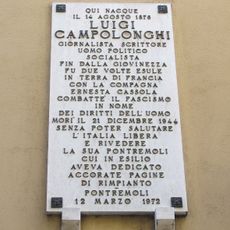 QUI NACQUE
IL 14 AGOSTO 1876
LUIGI
CAMPOLONGHI
GIORNALISTA SCRITTORE
UOMO POLITICO
SOCIALISTA
FIN DALLA GIOVINEZZA
FU DUE VOLTE ESULE
IN TERRA DI FRANCIA
CON LA COMPAGNA
ERNESTA CASSOLA
COMBATTÈ IL FASCISMO
IN NOME
DEI DIRITTI DELL'UOMO
MORÌ IL 21 DICEMBRE 1944
SENZA POTER SALUTARE
L'ITALIA LIBERA
E RIVEDERE
LA SUA PONTREMOLI
CUI IN ESILIO
AVEVA DEDICATO
ACCORATE PAGINE
DI RIMPIANTO
PONTREMOLI
12 MARZO 1972